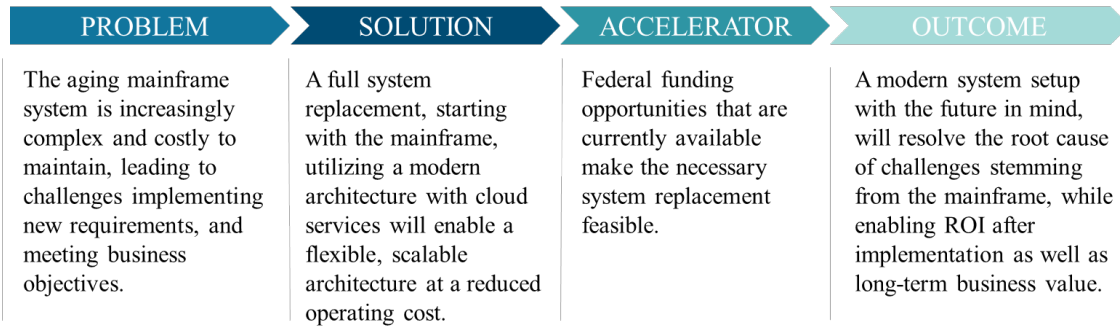 PROBLEM
The aging mainframe
system is increasingly
complex and costly to
maintain, leading to
challenges implementing
new requirements, and
meeting business
objectives.
SOLUTION
A full system
replacement, starting
with the mainframe,
utilizing a modern
architecture with cloud
services will enable a
flexible, scalable
architecture at a reduced
operating cost.
ACCELERATOR
Federal funding
opportunities that are
currently available
make the necessary
system replacement
feasible.
OUTCOME
A modern system setup
with the future in mind,
will resolve the root cause
of challenges stemming
from the mainframe, while
enabling ROI after
implementation as well as
long-term business value.